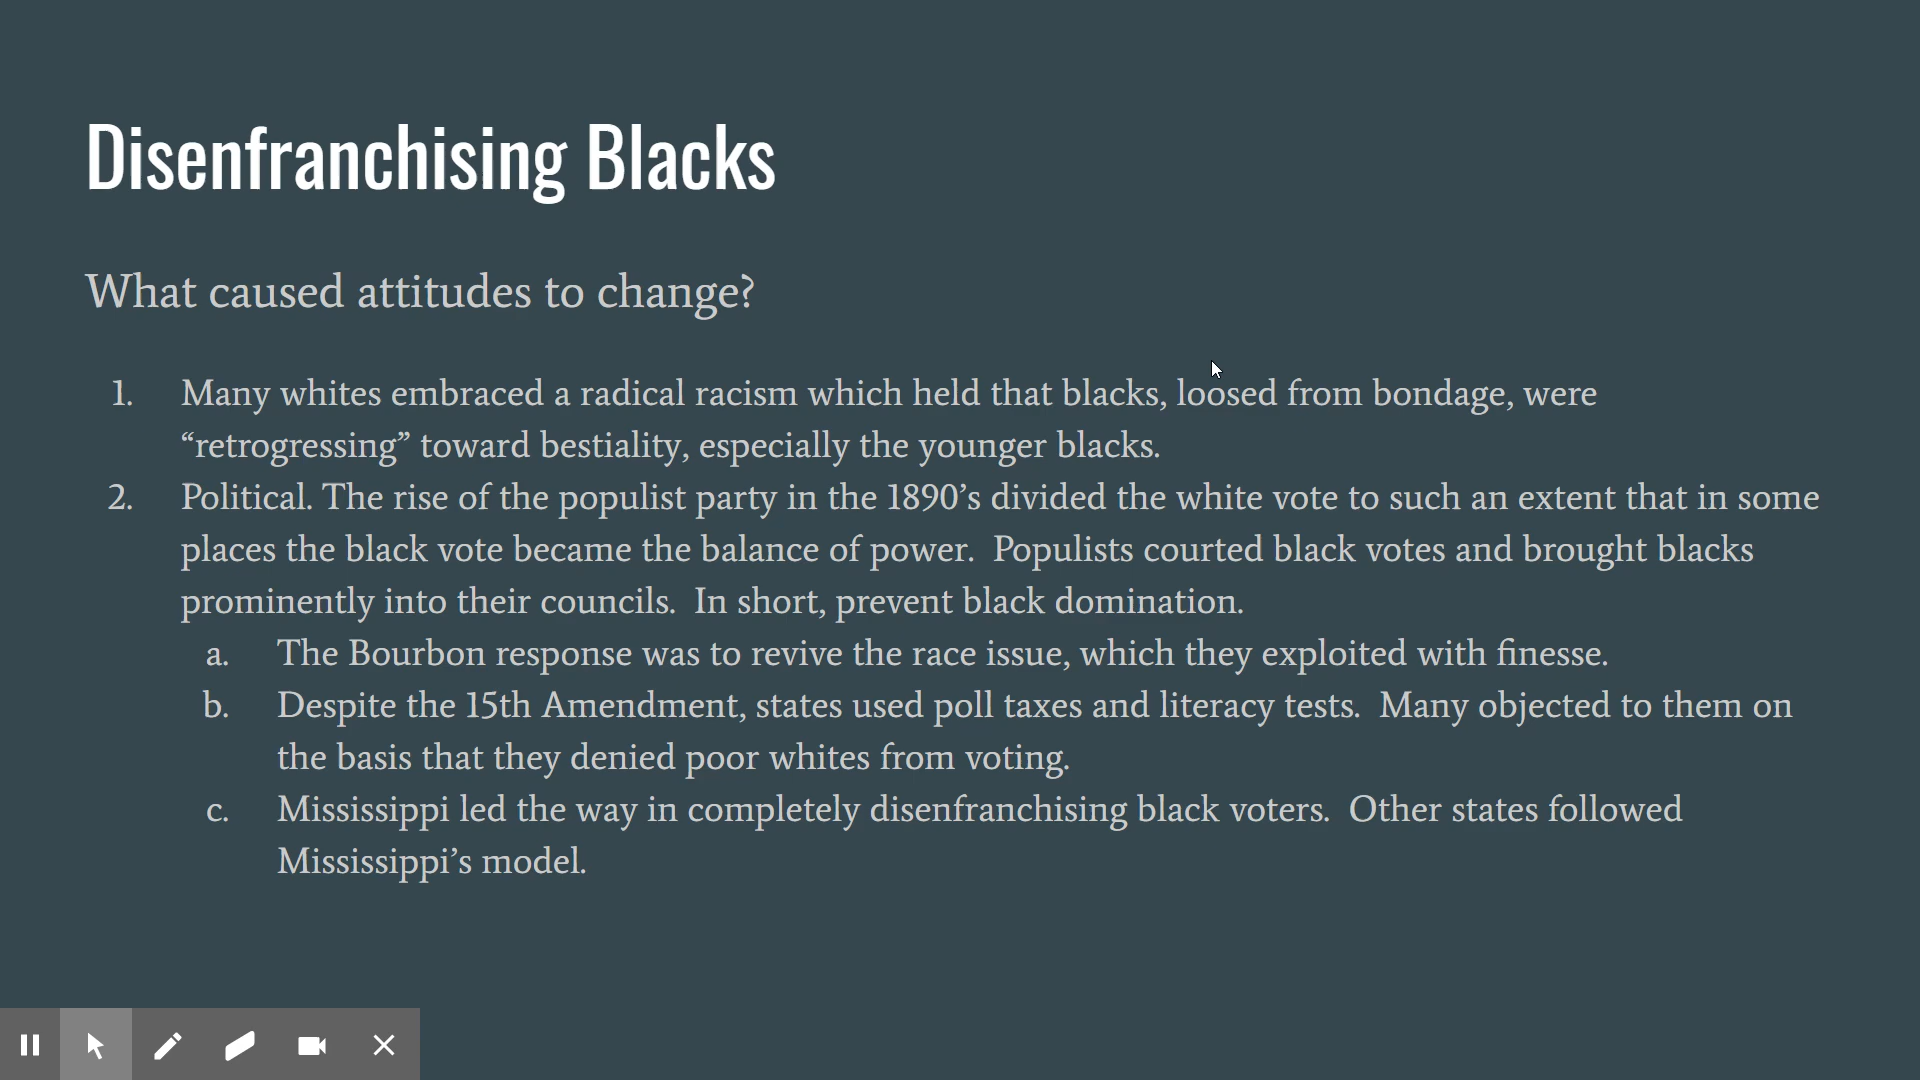 Disenfranchising Blacks
What caused attitudes to change?
1. Many whites embraced a radical racism which held that blacks, loosed from bondage, were
“retrogressing” toward bestiality, especially the younger blacks.
2. Political. The rise of the populist party in the 1890’s divided the white vote to such an extent that in some
places the black vote became the balance of power.  Populists courted black votes and brought blacks
prominently into their councils.  In short, prevent black domination.
a. The Bourbon response was to revive the race issue, which they exploited with finesse.
b. Despite the 15th Amendment, states used poll taxes and literacy tests.  Many objected to them on
the basis that they denied poor whites from voting.
c. Mississippi led the way in completely disenfranchising black voters.  Other states followed
Mississippi’s model.